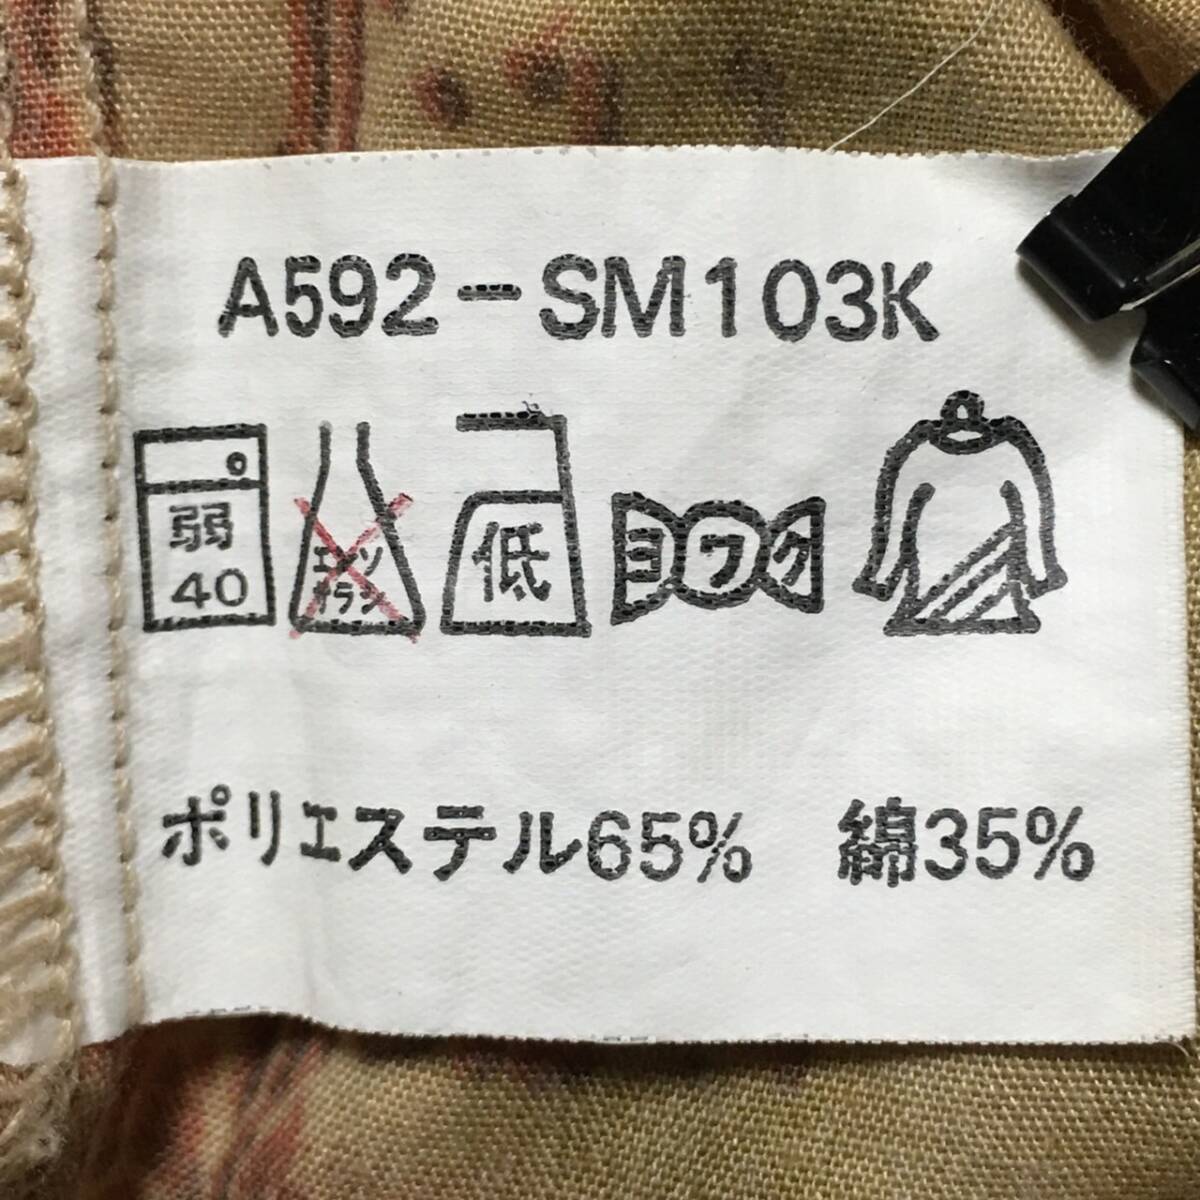 A592-SM103K
弱 40 エンソ サラシ 低 ヨワク
ポリエステル65% 綿35%